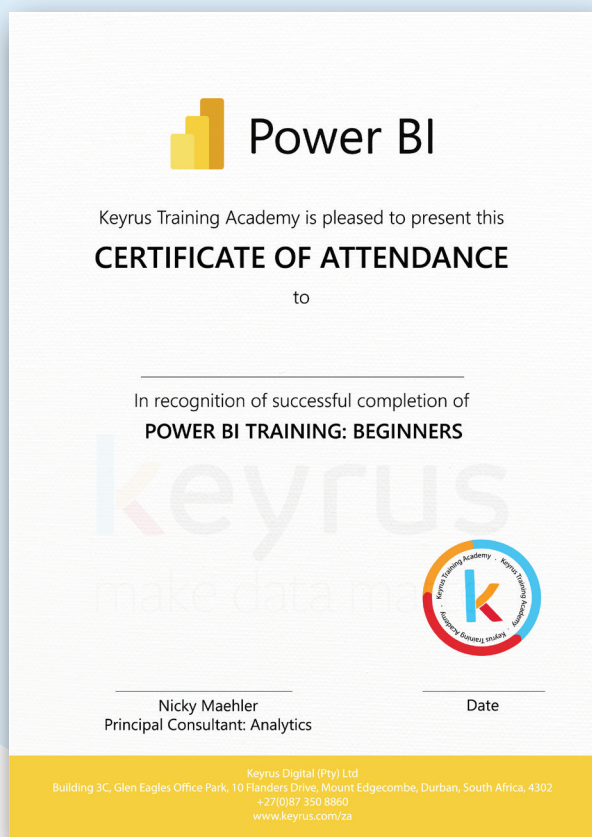 Power BI
Keyrus Training Academy is pleased to present this
CERTIFICATE OF ATTENDANCE
to
In recognition of successful completion of
POWER BI TRAINING: BEGINNERS
keyrus
make data matter
Keyrus Training Academy · Keyrus Training Academy · Keyrus Training Academy ·
k
Nicky Maehler
Principal Consultant: Analytics
Date
Keyrus Digital (Pty) Ltd
Building 3C, Glen Eagles Office Park, 10 Flanders Drive, Mount Edgecombe, Durban, South Africa, 4302
+27(0)87 350 8860
www.keyrus.com/za